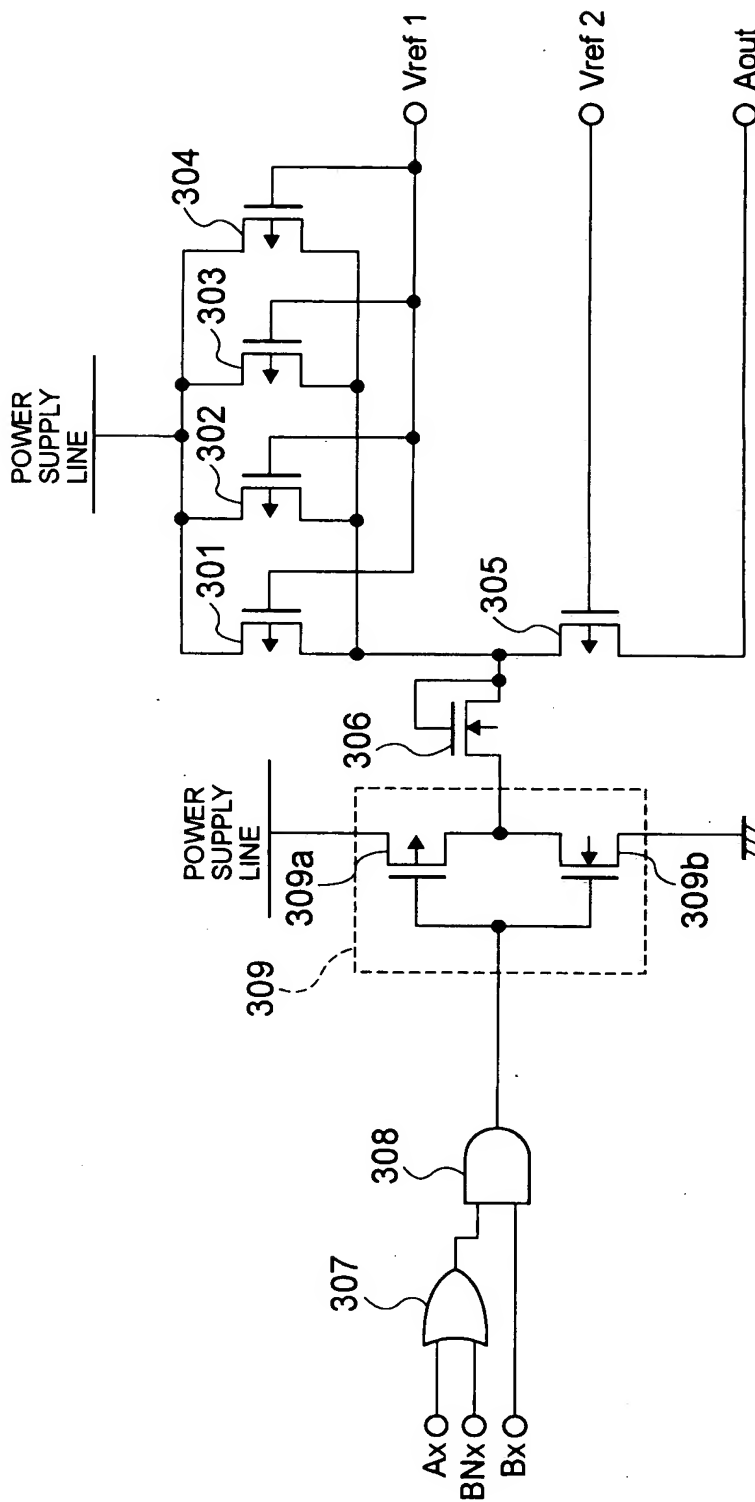 POWER
SUPPLY
LINE
304
303
302
301
Vref 1
POWER
SUPPLY
LINE
306
305
Vref 2
309a
309
309b
308
307
Ax
BNx
Bx
Aout